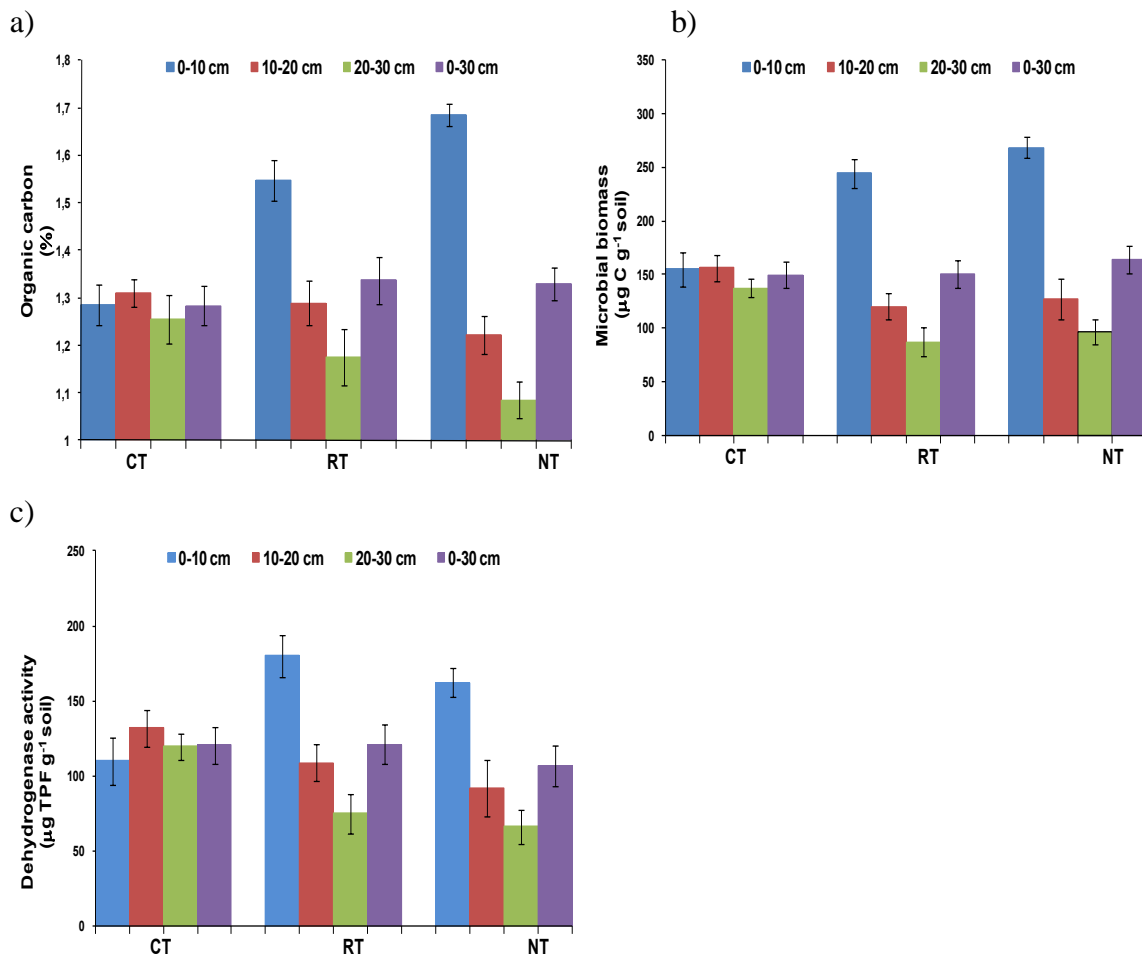 a)
1,8
0-10 cm 10-20 cm 20-30 cm 0-30 cm
1,7
1,6
1,5
1,4
1,3
1,2
1,1
1
Organic carbon
(%)
CT RT NT
b)
350
0-10 cm 10-20 cm 20-30 cm 0-30 cm
300
250
200
150
100
50
0
Microbial biomass
(µg C g-1 soil)
CT RT NT
c)
250
0-10 cm 10-20 cm 20-30 cm 0-30 cm
200
150
100
50
0
Dehydrogenase activity
(µg TPF g-1 soil)
CT RT NT